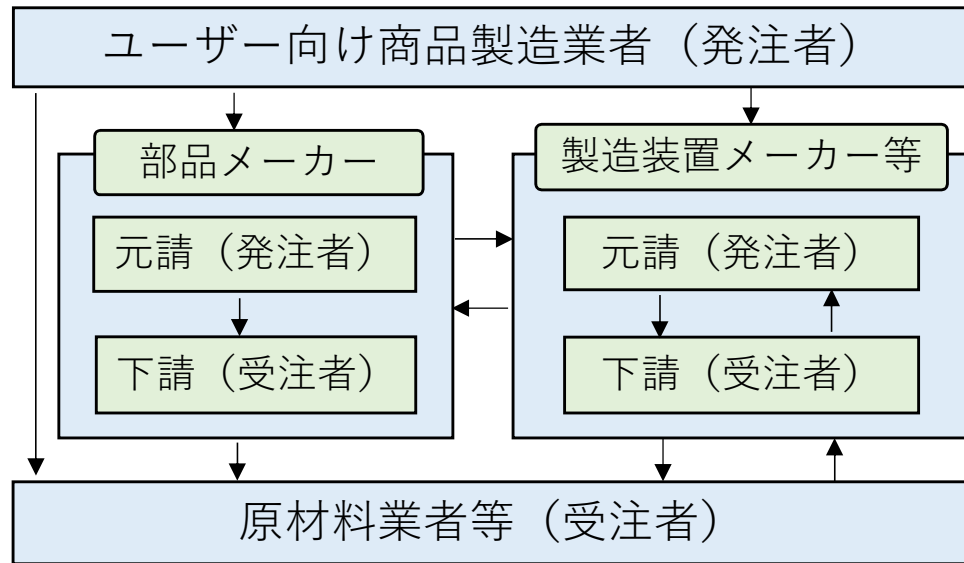 ユーザー向け商品製造業者（発注者）
部品メーカー
元請（発注者）
下請（受注者）
製造装置メーカー等
元請（発注者）
下請（受注者）
原材料業者等（受注者）